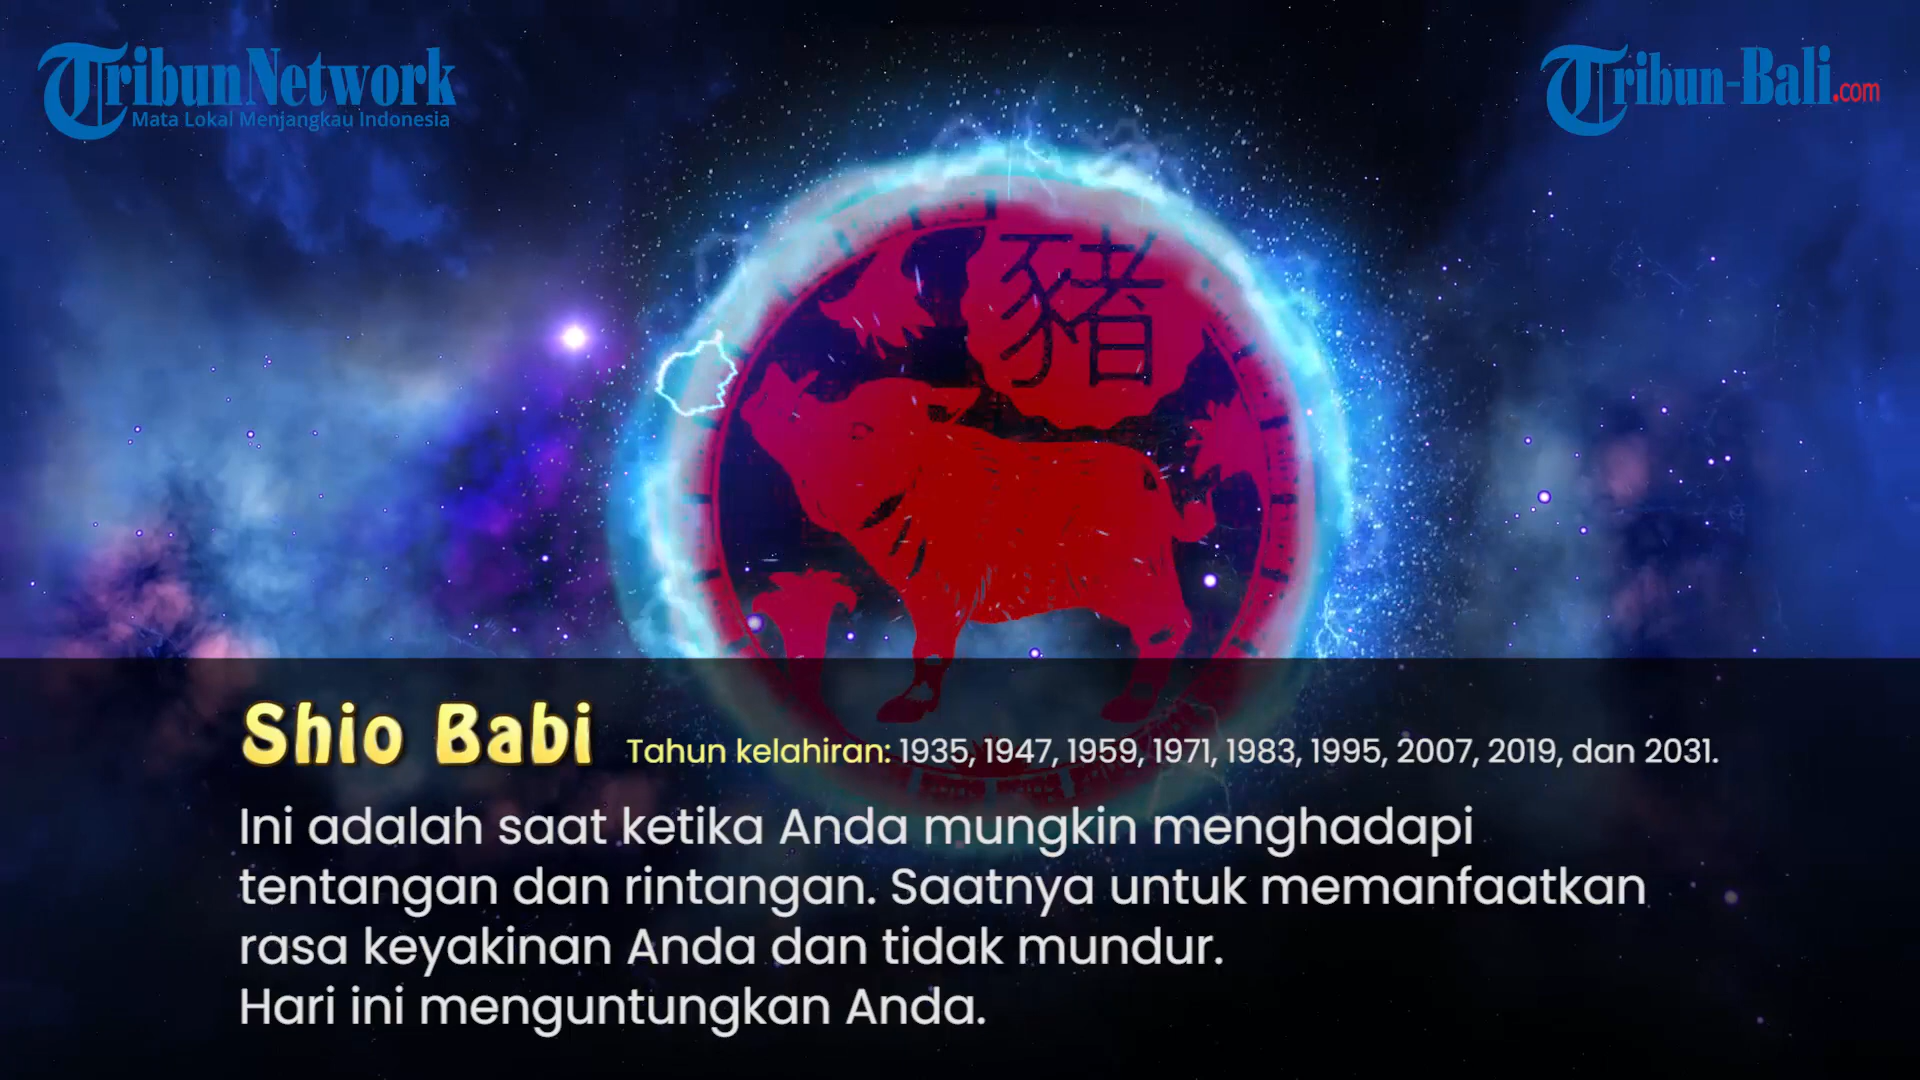 TribunNetwork
Mata Lokal Menjangkau Indonesia
Tribun-Bali.com
豬
Shio Babi
Tahun kelahiran: 1935, 1947, 1959, 1971, 1983, 1995, 2007, 2019, dan 2031.
Ini adalah saat ketika Anda mungkin menghadapi
tentangan dan rintangan. Saatnya untuk memanfaatkan
rasa keyakinan Anda dan tidak mundur.
Hari ini menguntungkan Anda.